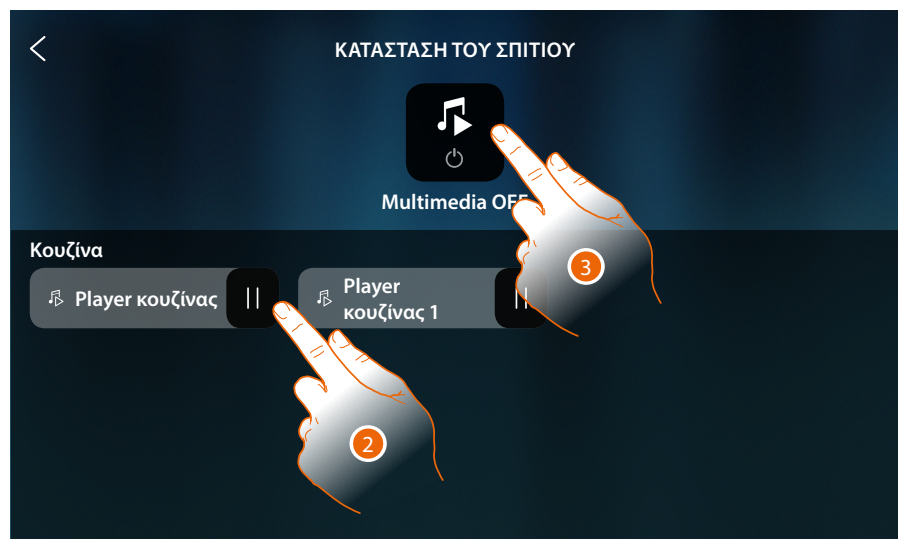 ΚΑΤΑΣΤΑΣΗ ΤΟΥ ΣΠΙΤΙΟΥ
Multimedia OFF
3
Κουζίνα
Player κουζίνας
Player
κουζίνας 1
2